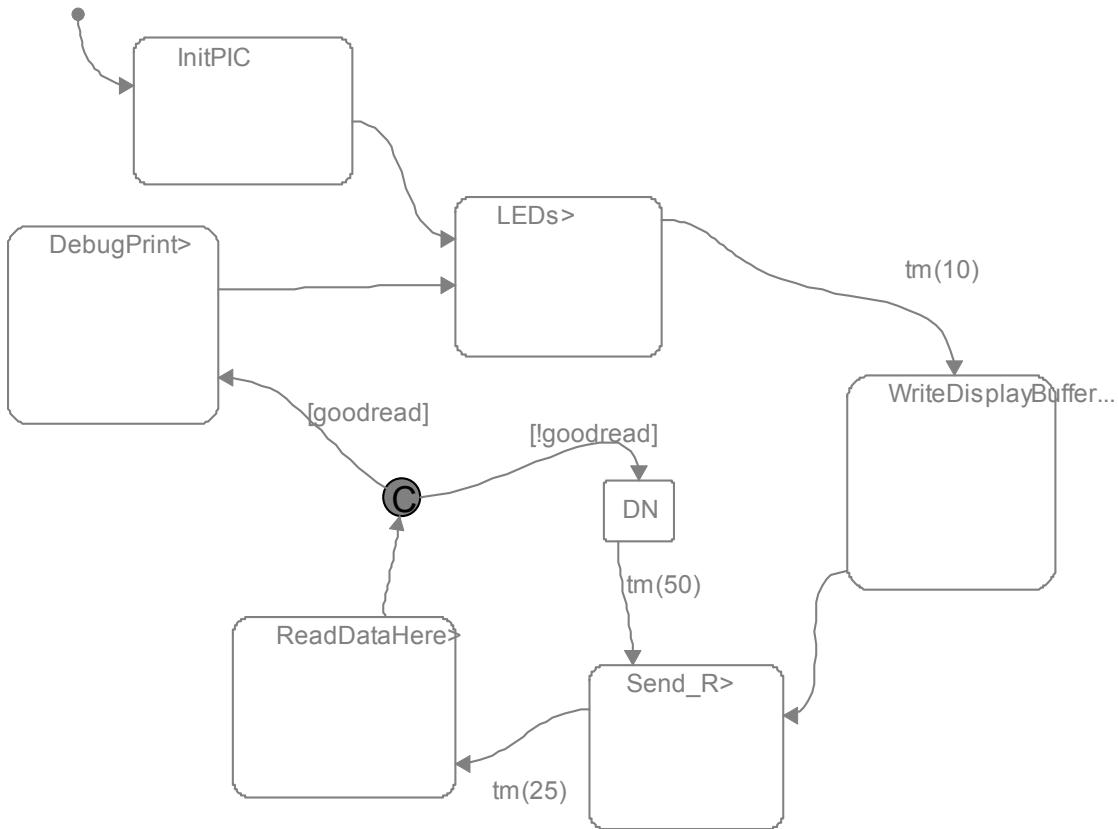 InitPIC
LEDs>
DebugPrint>
tm(10)
WriteDisplayBuffer...
[goodread]
[!goodread]
C
DN
tm(50)
ReadDataHere>
Send_R>
tm(25)